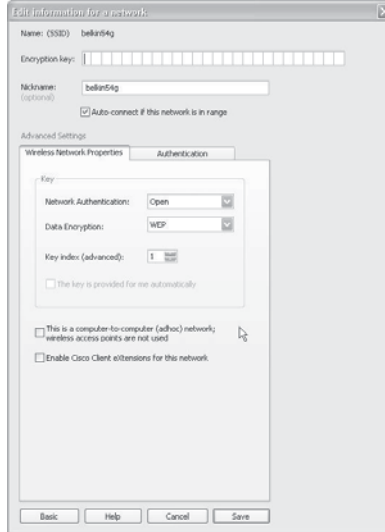 Edit information for a network
Name: (SSID) belkin54g
Encryption key:
Nickname: belkin54g
(optional)
Auto-connect if this network is in range
Advanced Settings
Wireless Network Properties Authentication
Key
Network Authentication: Open
Data Encryption: WEP
Key index (advanced): 1
The key is provided for me automatically
This is a computer-to-computer (adhoc) network;
wireless access points are not used
Enable Cisco Client eXtensions for this network
Basic Help Cancel Save